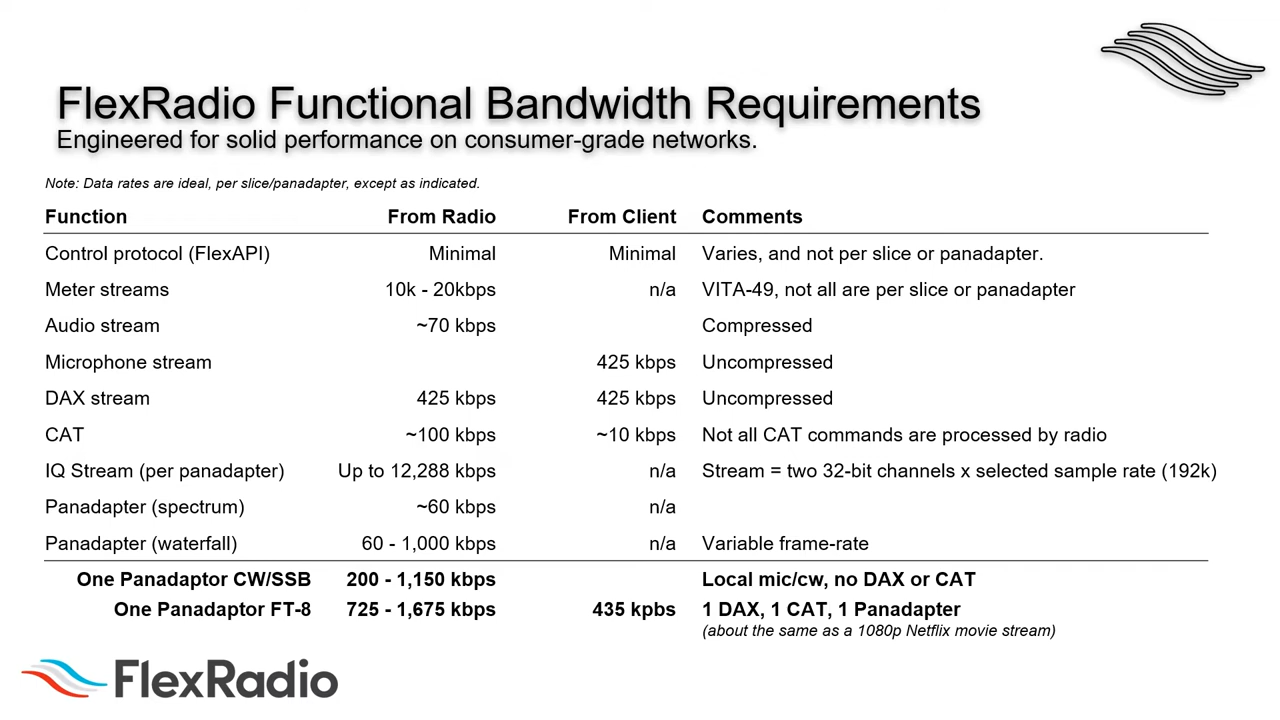 FlexRadio Functional Bandwidth Requirements
Engineered for solid performance on consumer-grade networks.
Note: Data rates are ideal, per slice/panadapter, except as indicated.
Function From Radio From Client Comments
Control protocol (FlexAPI) Minimal Minimal Varies, and not per slice or panadapter.
Meter streams 10k - 20kbps n/a VITA-49, not all are per slice or panadapter
Audio stream ~70 kbps Compressed
Microphone stream 425 kbps Uncompressed
DAX stream 425 kbps 425 kbps Uncompressed
CAT ~100 kbps ~10 kbps Not all CAT commands are processed by radio
IQ Stream (per panadapter) Up to 12,288 kbps n/a Stream = two 32-bit channels x selected sample rate (192k)
Panadapter (spectrum) ~60 kbps n/a
Panadapter (waterfall) 60 - 1,000 kbps n/a Variable frame-rate
One Panadaptor CW/SSB 200 - 1,150 kbps Local mic/cw, no DAX or CAT
One Panadaptor FT-8 725 - 1,675 kbps 435 kpbs 1 DAX, 1 CAT, 1 Panadapter
(about the same as a 1080p Netflix movie stream)
FlexRadio